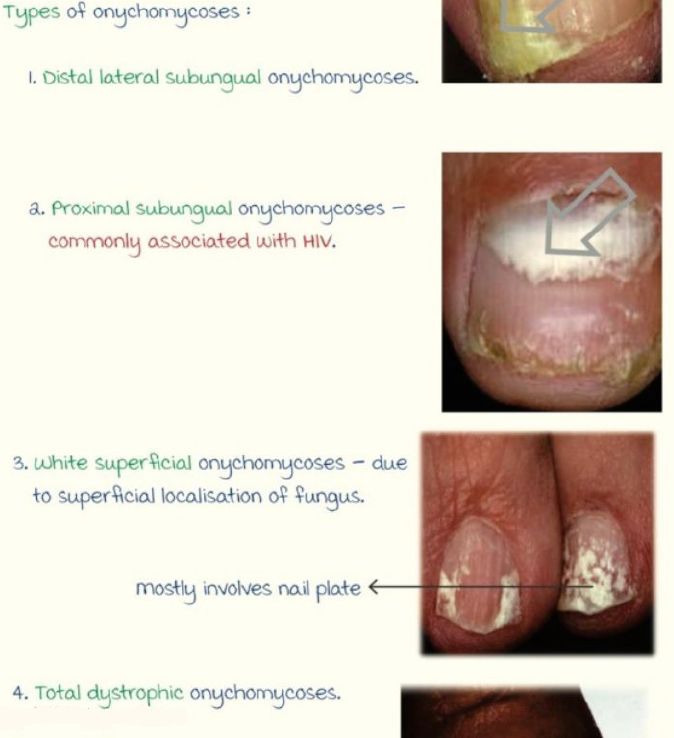 Types of onychomycoses :
1. Distal lateral subungual onychomycoses.
2. Proximal subungual onychomycoses –
commonly associated with HIV.
3. White superficial onychomycoses – due
to superficial localisation of fungus.
mostly involves nail plate
4. Total dystrophic onychomycoses.